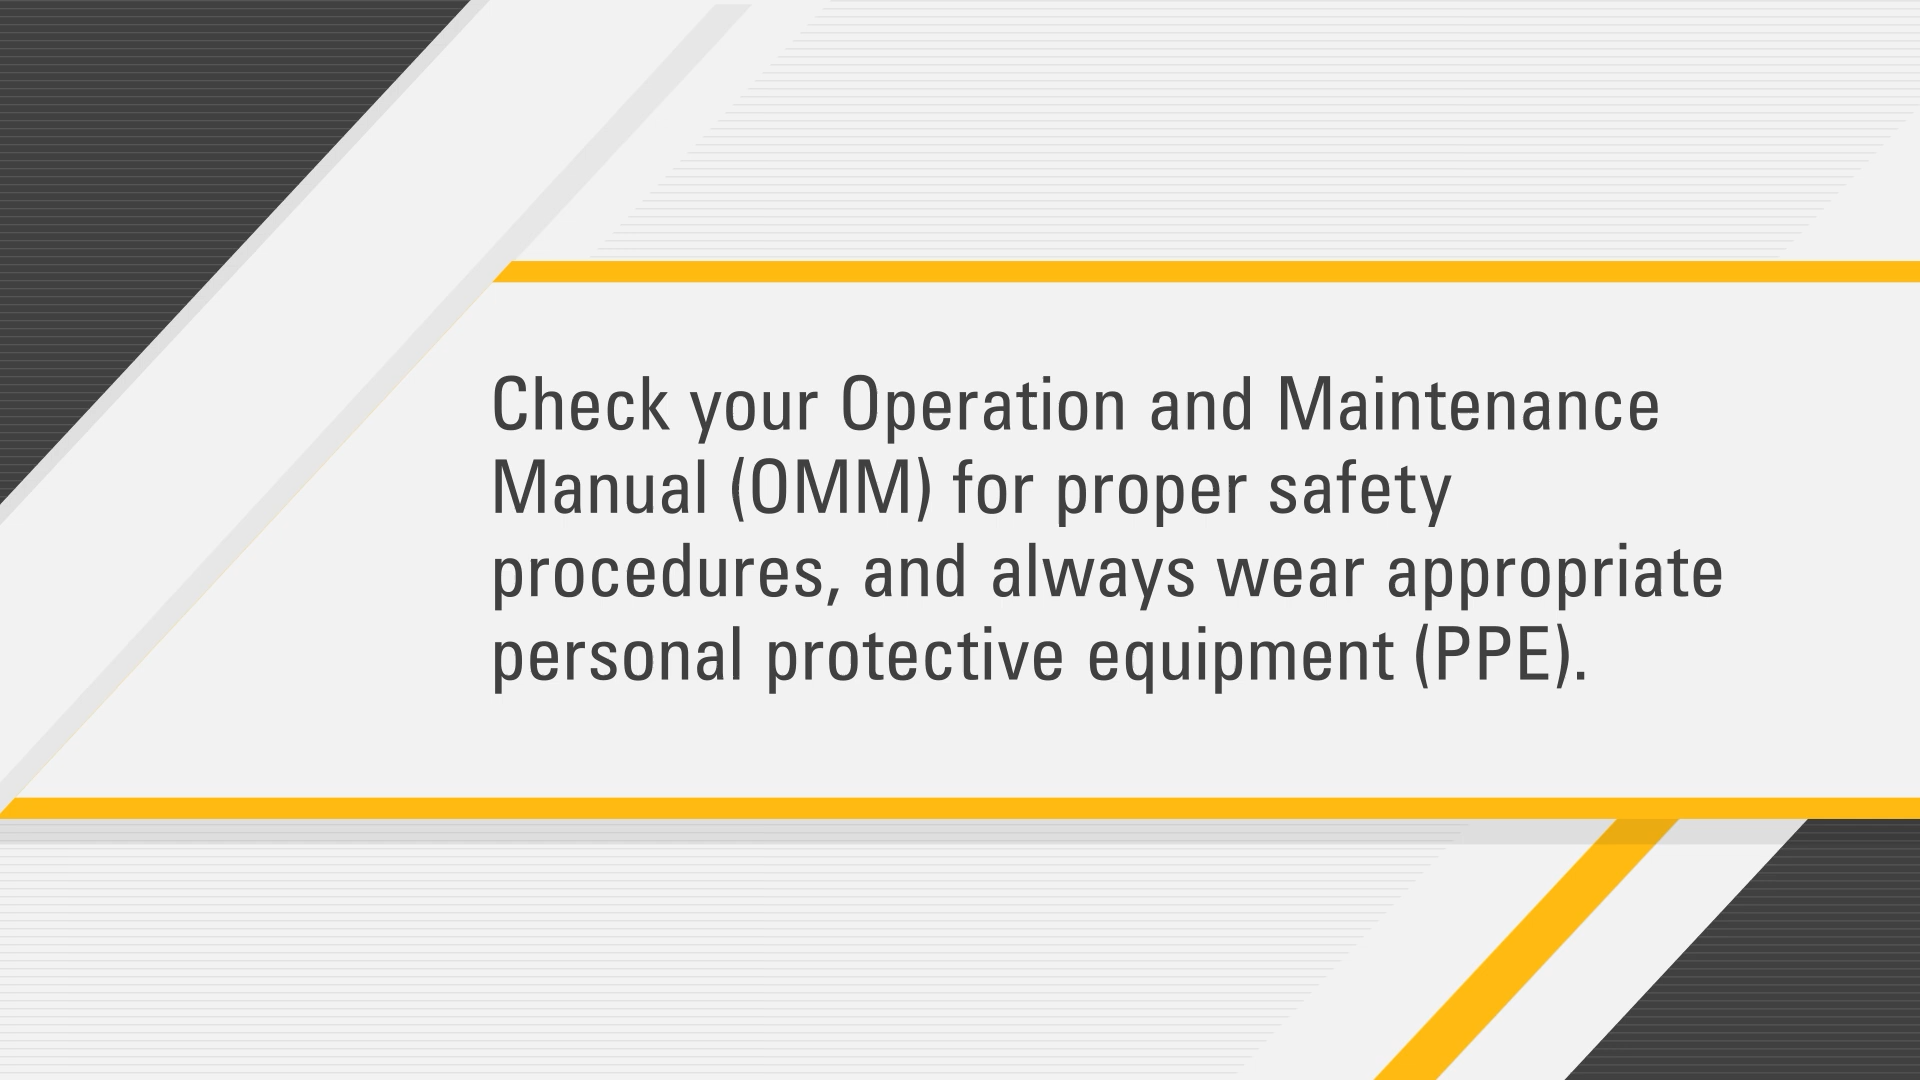 Check your Operation and Maintenance
Manual (OMM) for proper safety
procedures, and always wear appropriate
personal protective equipment (PPE).